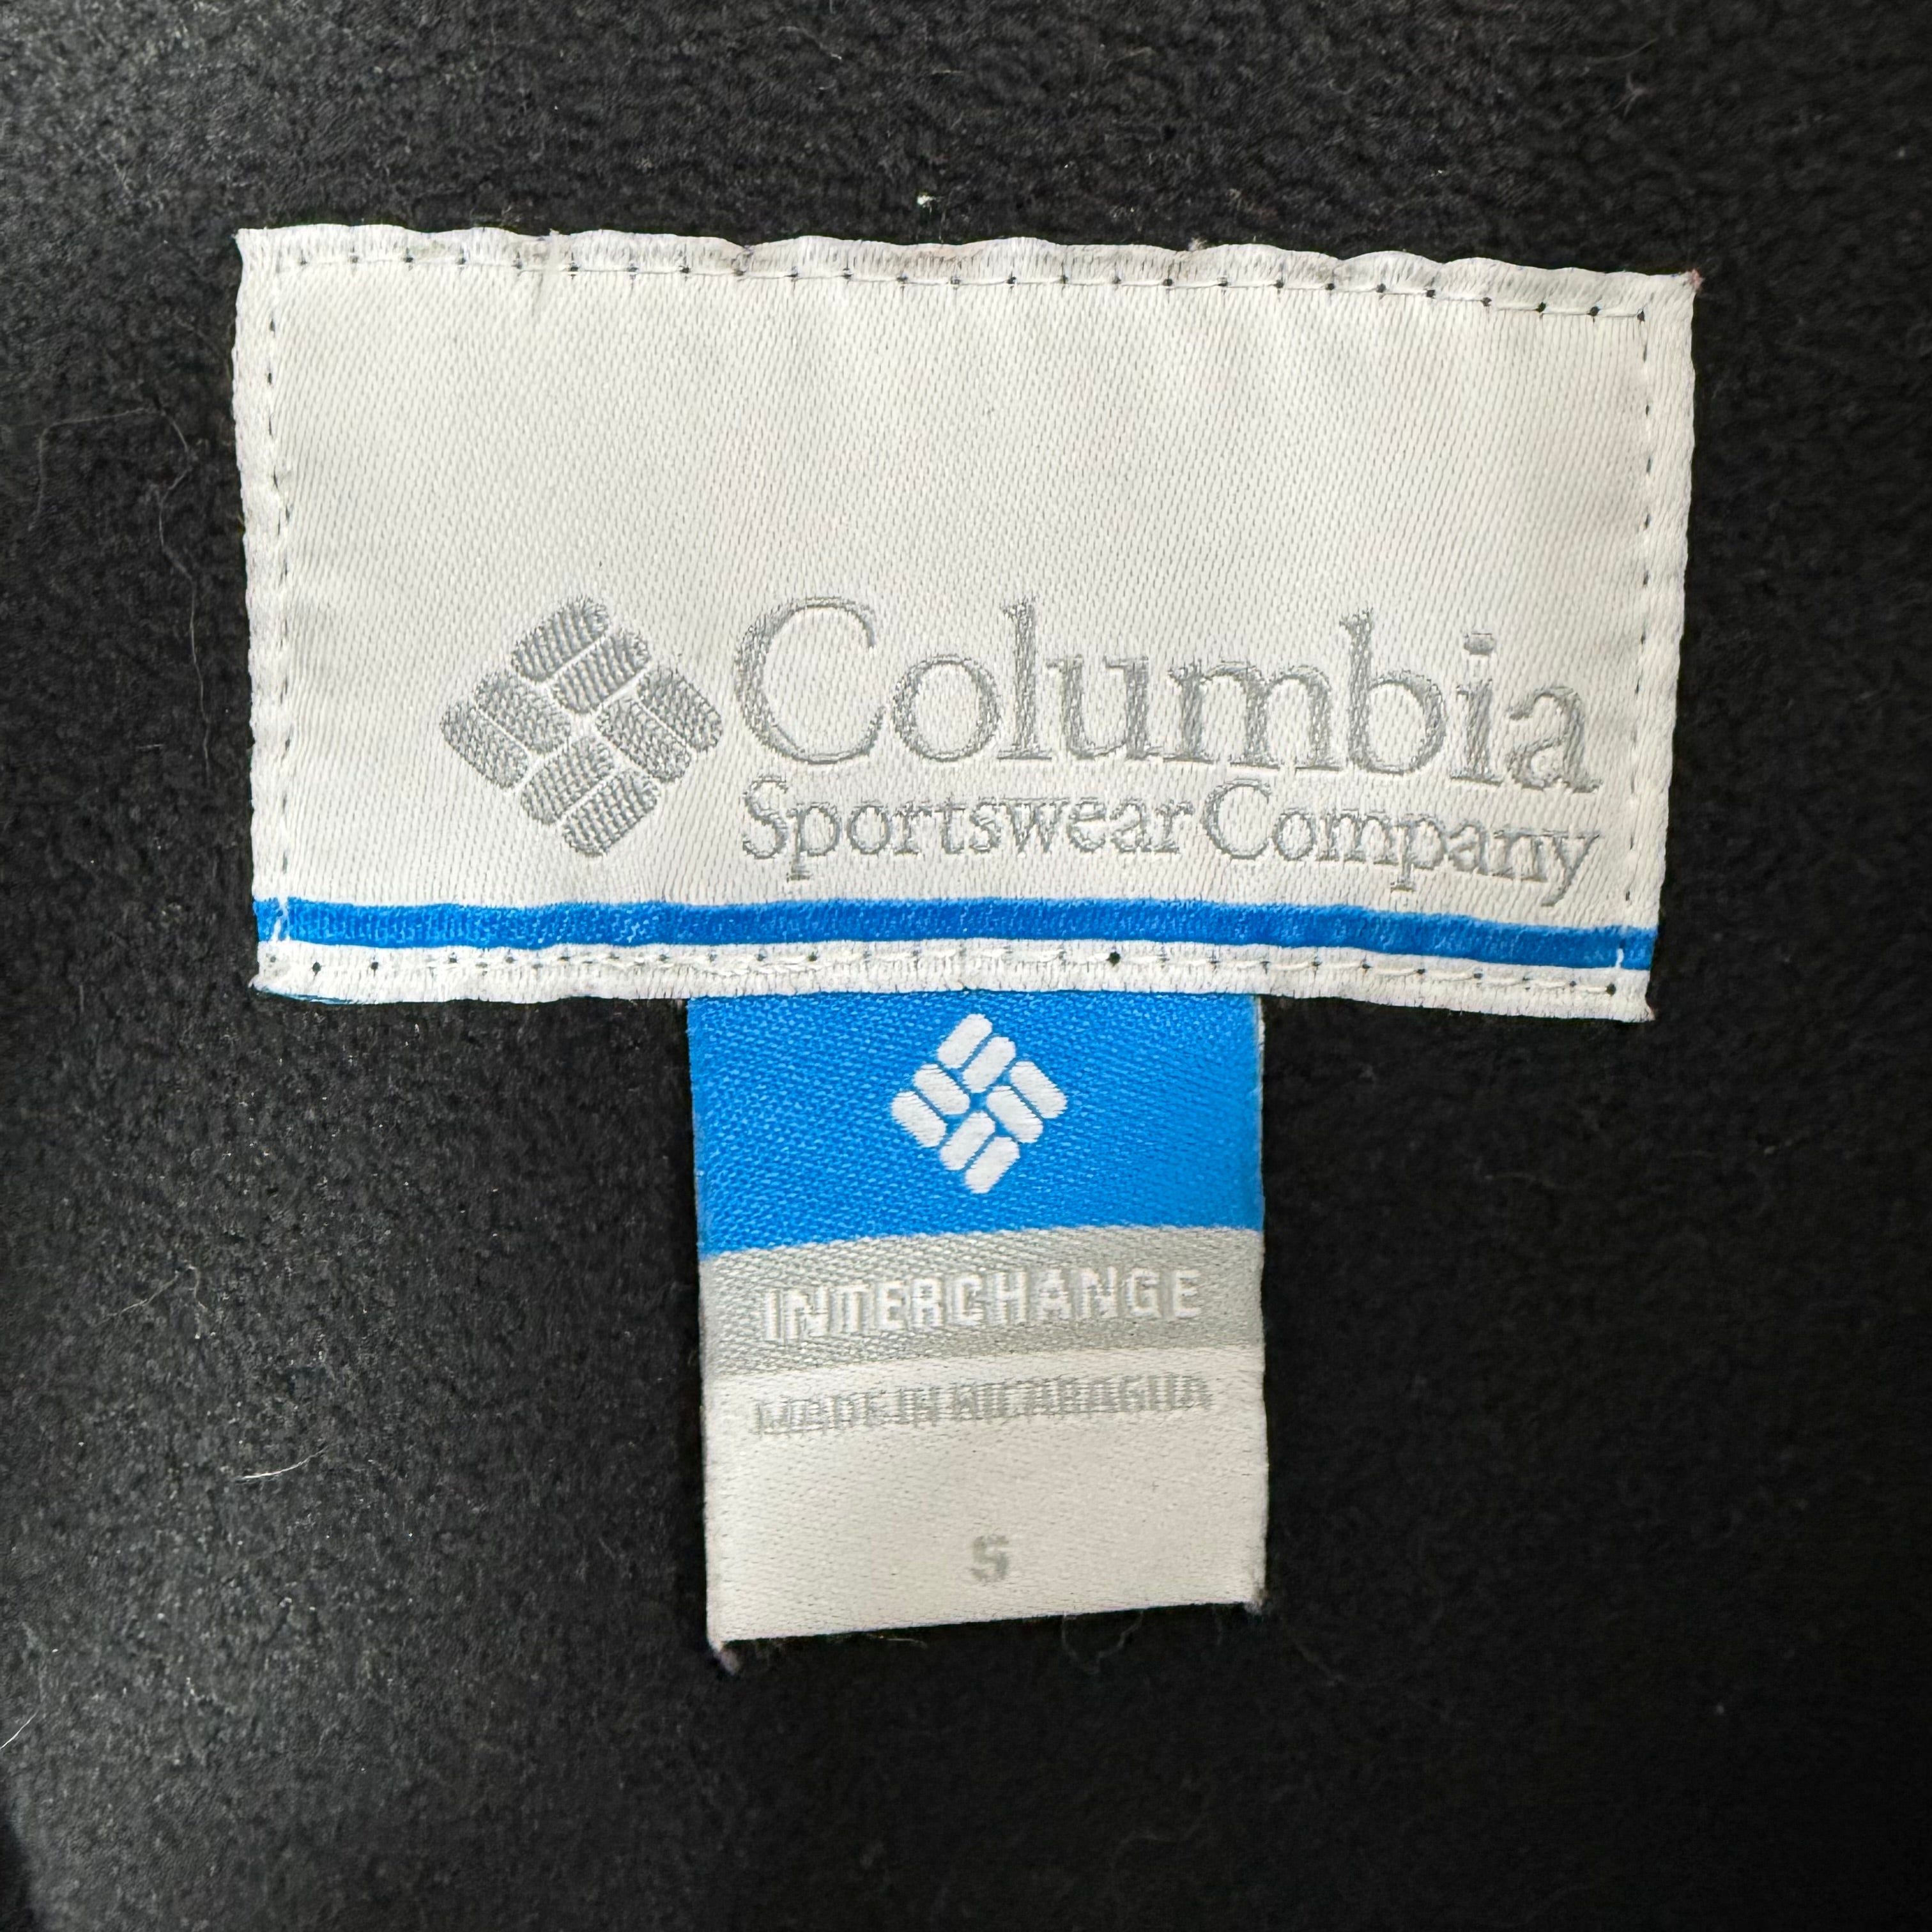 Columbia
Sportswear Company
INTERCHANGE
MADE IN NICARAGUA
S